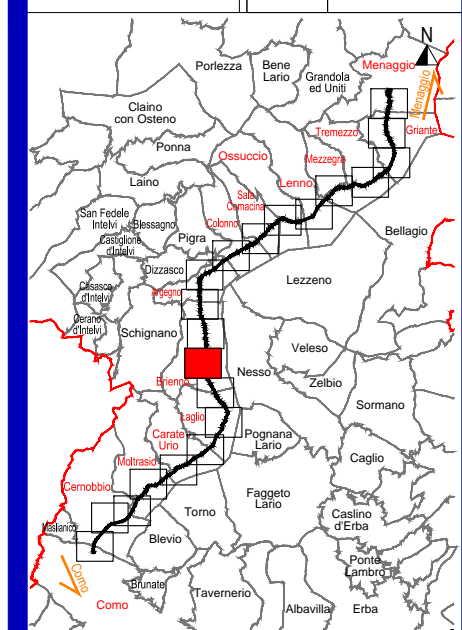 N
Menaggio
Menaggio
Porlezza
Bene
Lario
Grandola
ed Uniti
Claino
con Osteno
Tremezzo
Griante
Ponna
Ossuccio
Mezzegra
Laino
Lenno
Sala
Comacina
San Fedele
Intelvi
Blessagno
Colonno
Bellagio
Pigra
Castiglione
d'Intelvi
Dizzasco
Lezzeno
Casasco
d'Intelvi
Argegno
Cerano
d'Intelvi
Schignano
Veleso
Nesso
Zelbio
Brienno
Sormano
Laglio
Carate
Urio
Pognana
Lario
Caglio
Moltrasio
Cernobbio
Faggeto
Lario
Torno
Caslino
d'Erba
Maslianico
Blevio
Ponte
Lambro
Como
Brunate
Tavernerio
Como
Albavilla
Erba